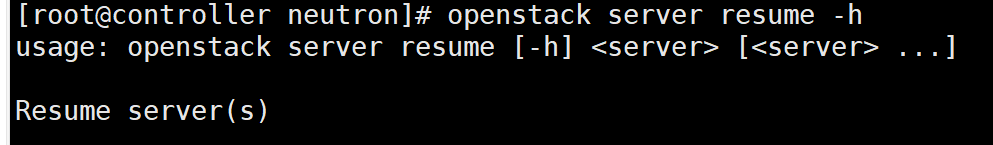 [root@controller neutron]# openstack server resume -h
usage: openstack server resume [-h] <server> [<server> ...]
Resume server(s)